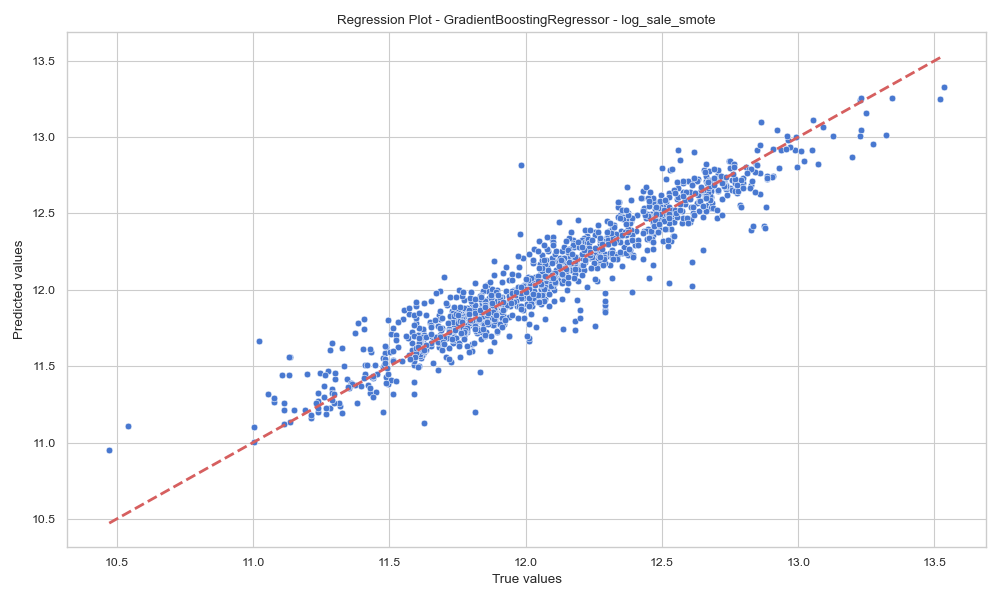 Regression Plot - GradientBoostingRegressor - log_sale_smote
13.5
13.0
12.5
12.0
11.5
11.0
10.5
Predicted values
10.5 11.0 11.5 12.0 12.5 13.0 13.5
True values